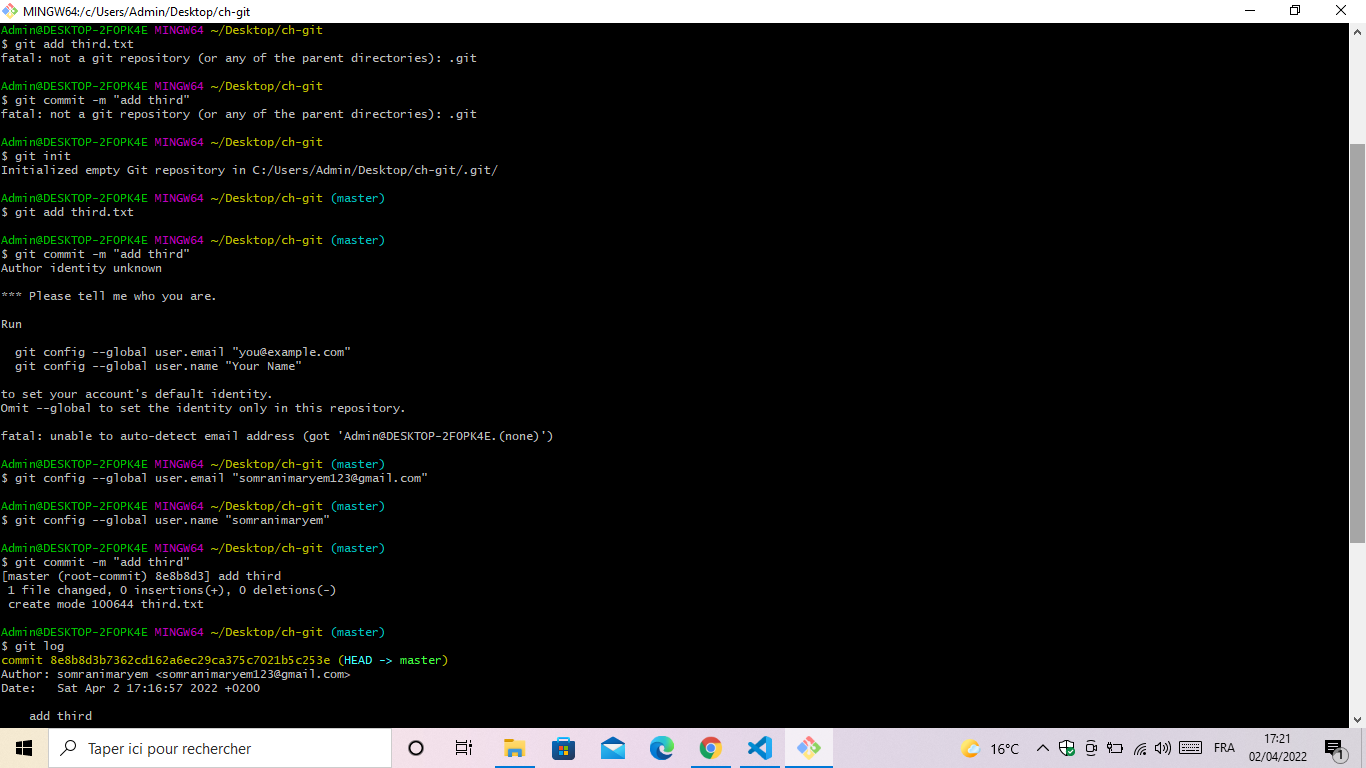 MINGW64:/c/Users/Admin/Desktop/ch-git
Admin@DESKTOP-2FOPK4E MINGW64 ~/Desktop/ch-git
$ git add third.txt
fatal: not a git repository (or any of the parent directories): .git
Admin@DESKTOP-2FOPK4E MINGW64 ~/Desktop/ch-git
$ git commit -m "add third"
fatal: not a git repository (or any of the parent directories): .git
Admin@DESKTOP-2FOPK4E MINGW64 ~/Desktop/ch-git
$ git init
Initialized empty Git repository in C:/Users/Admin/Desktop/ch-git/.git/
Admin@DESKTOP-2FOPK4E MINGW64 ~/Desktop/ch-git (master)
$ git add third.txt
Admin@DESKTOP-2FOPK4E MINGW64 ~/Desktop/ch-git (master)
$ git commit -m "add third"
Author identity unknown
*** Please tell me who you are.
Run
  git config --global user.email "you@example.com"
  git config --global user.name "Your Name"
to set your account's default identity.
Omit --global to set the identity only in this repository.
fatal: unable to auto-detect email address (got 'Admin@DESKTOP-2FOPK4E.(none)')
Admin@DESKTOP-2FOPK4E MINGW64 ~/Desktop/ch-git (master)
$ git config --global user.email "somranimaryem123@gmail.com"
Admin@DESKTOP-2FOPK4E MINGW64 ~/Desktop/ch-git (master)
$ git config --global user.name "somranimaryem"
Admin@DESKTOP-2FOPK4E MINGW64 ~/Desktop/ch-git (master)
$ git commit -m "add third"
[master (root-commit) 8e8b8d3] add third
 1 file changed, 0 insertions(+), 0 deletions(-)
 create mode 100644 third.txt
Admin@DESKTOP-2FOPK4E MINGW64 ~/Desktop/ch-git (master)
$ git log
commit 8e8b8d3b7362cd162a6ec29ca375c7021b5c253e (HEAD -> master)
Author: somranimaryem <somranimaryem123@gmail.com>
Date:   Sat Apr 2 17:16:57 2022 +0200
    add third
Taper ici pour rechercher
16°C
FRA
17:21
02/04/2022
1